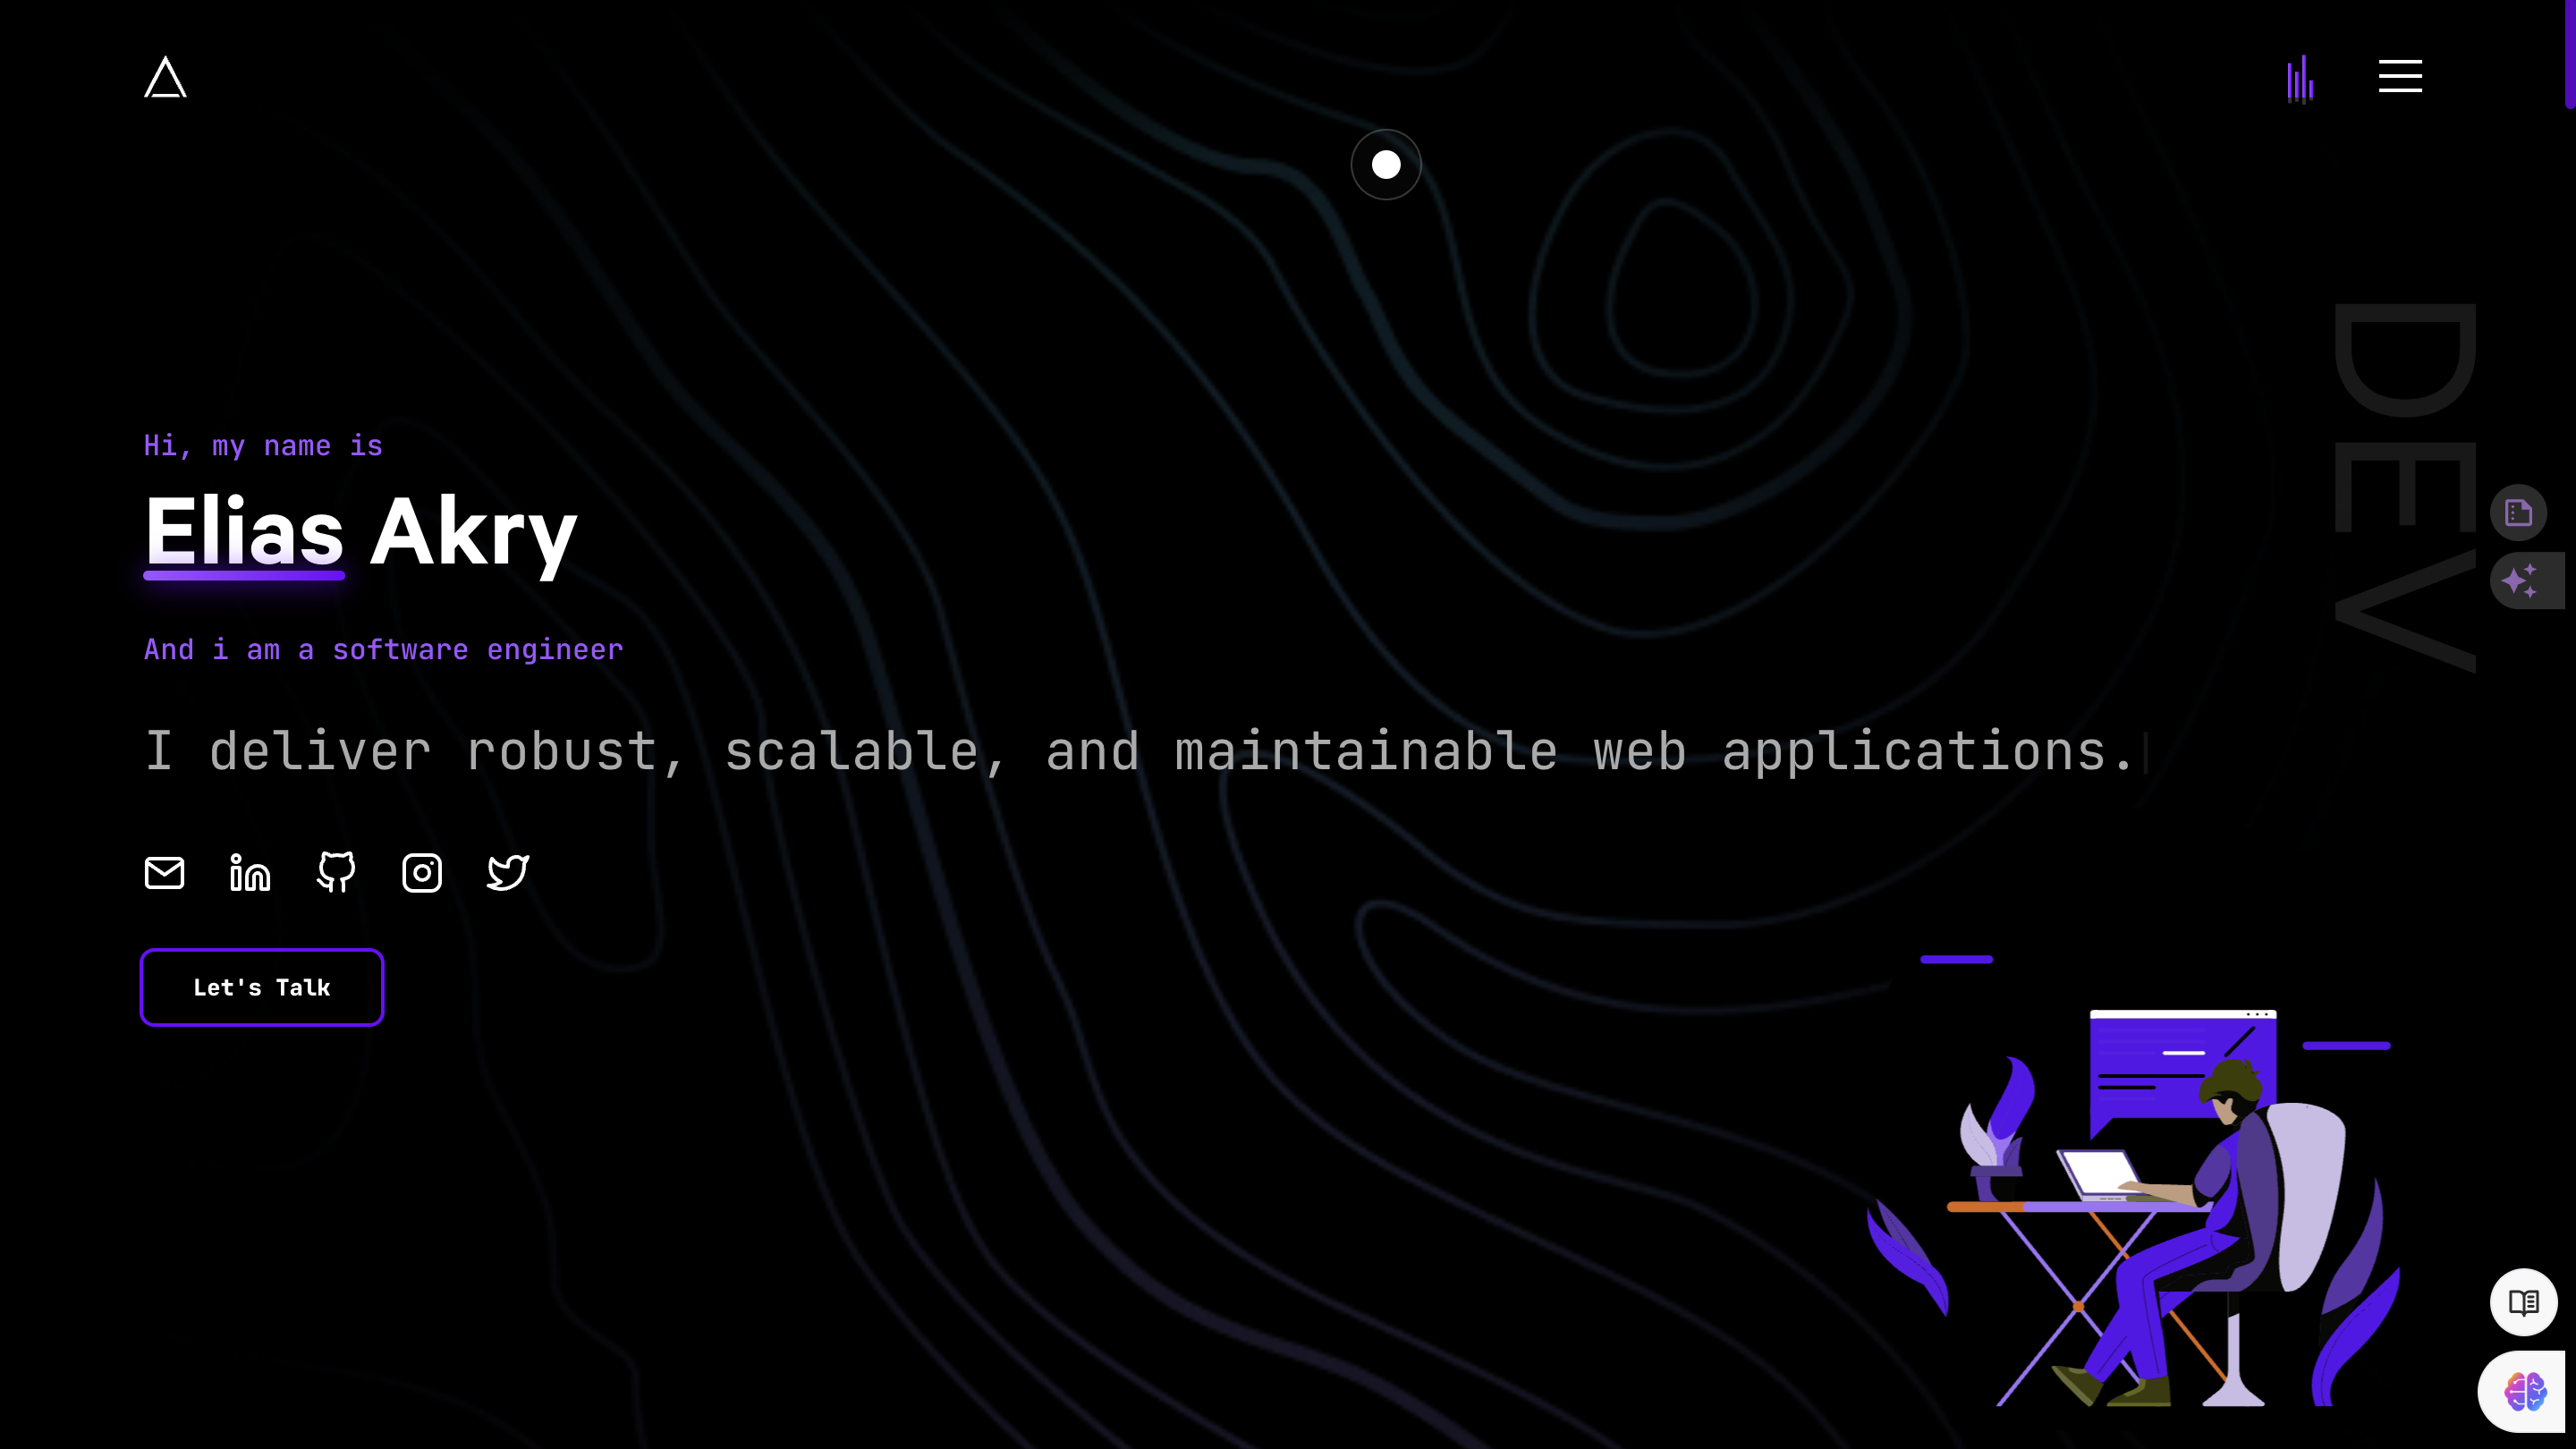 Hi, my name is
Elias Akry
And i am a software engineer
I deliver robust, scalable, and maintainable web applications.
Let's Talk
DEV